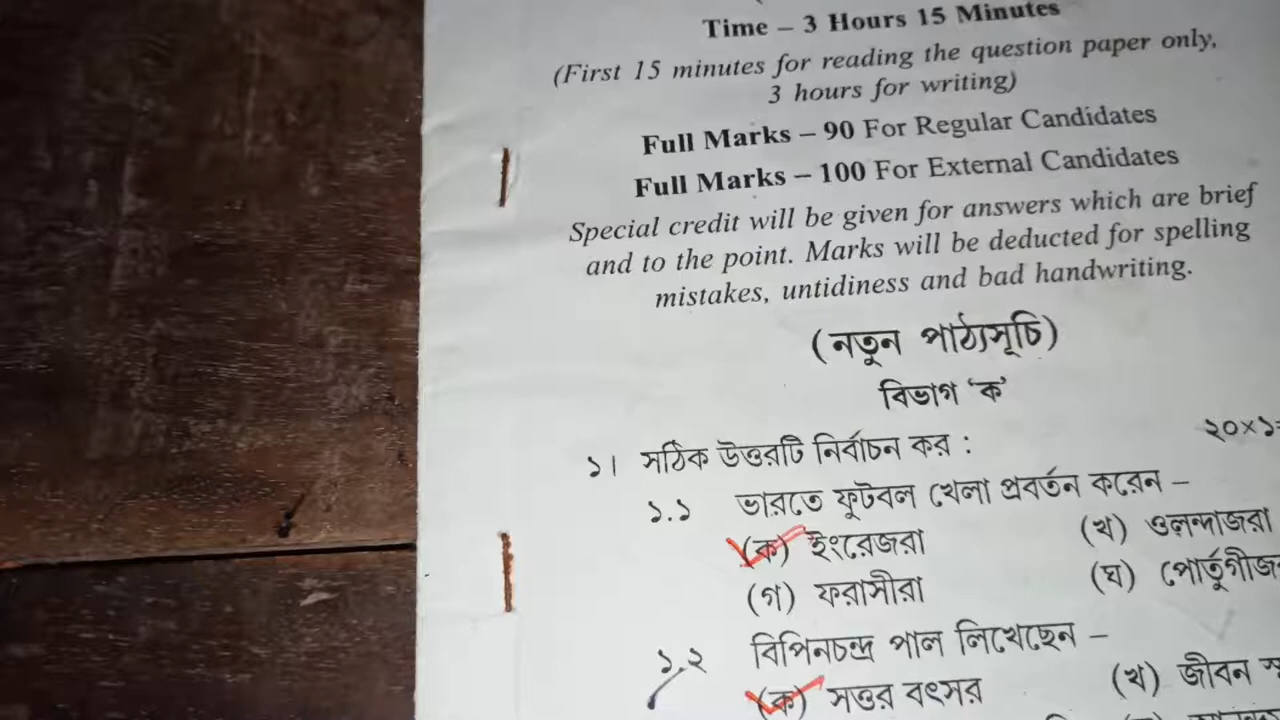 Time – 3 Hours 15 Minutes
(First 15 minutes for reading the question paper only,
3 hours for writing)
Full Marks – 90 For Regular Candidates
Full Marks – 100 For External Candidates
Special credit will be given for answers which are brief
and to the point. Marks will be deducted for spelling
mistakes, untidiness and bad handwriting.
(নতুন পাঠ্যসূচি)
বিভাগ ‘ক’
১। সঠিক উত্তরটি নির্বাচন কর : ২০×১=
১.১ ভারতে ফুটবল খেলা প্রবর্তন করেন –
(ক) ইংরেজরা (খ) ওলন্দাজরা
(গ) ফরাসীরা (ঘ) পোর্তুগীজ
১.২ বিপিনচন্দ্র পাল লিখেছেন –
(ক) সত্তর বৎসর (খ) জীবন